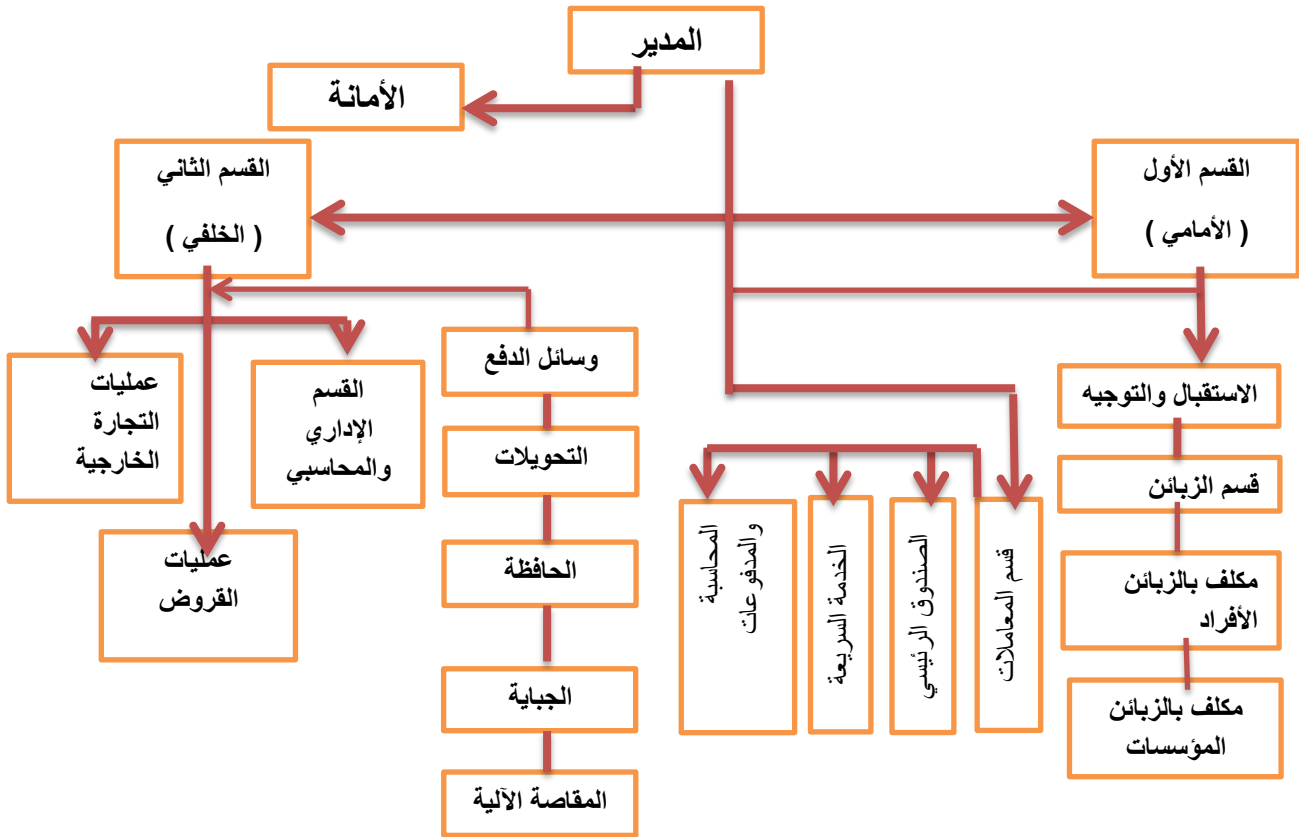 المدير
الأمانة
القسم الأول
( الأمامي )
القسم الثاني
( الخلفي )
الاستقبال والتوجيه
قسم الزبائن
مكلف بالزبائن
الأفراد
مكلف بالزبائن
المؤسسات
قسم المعاملات
الصندوق الرئيسي
الخدمة السريعة
المحاسبة
والمدفوعات
وسائل الدفع
التحويلات
الحافظة
الجباية
المقاصة الآلية
القسم
الإداري
والمحاسبي
عمليات
التجارة
الخارجية
عمليات
القروض